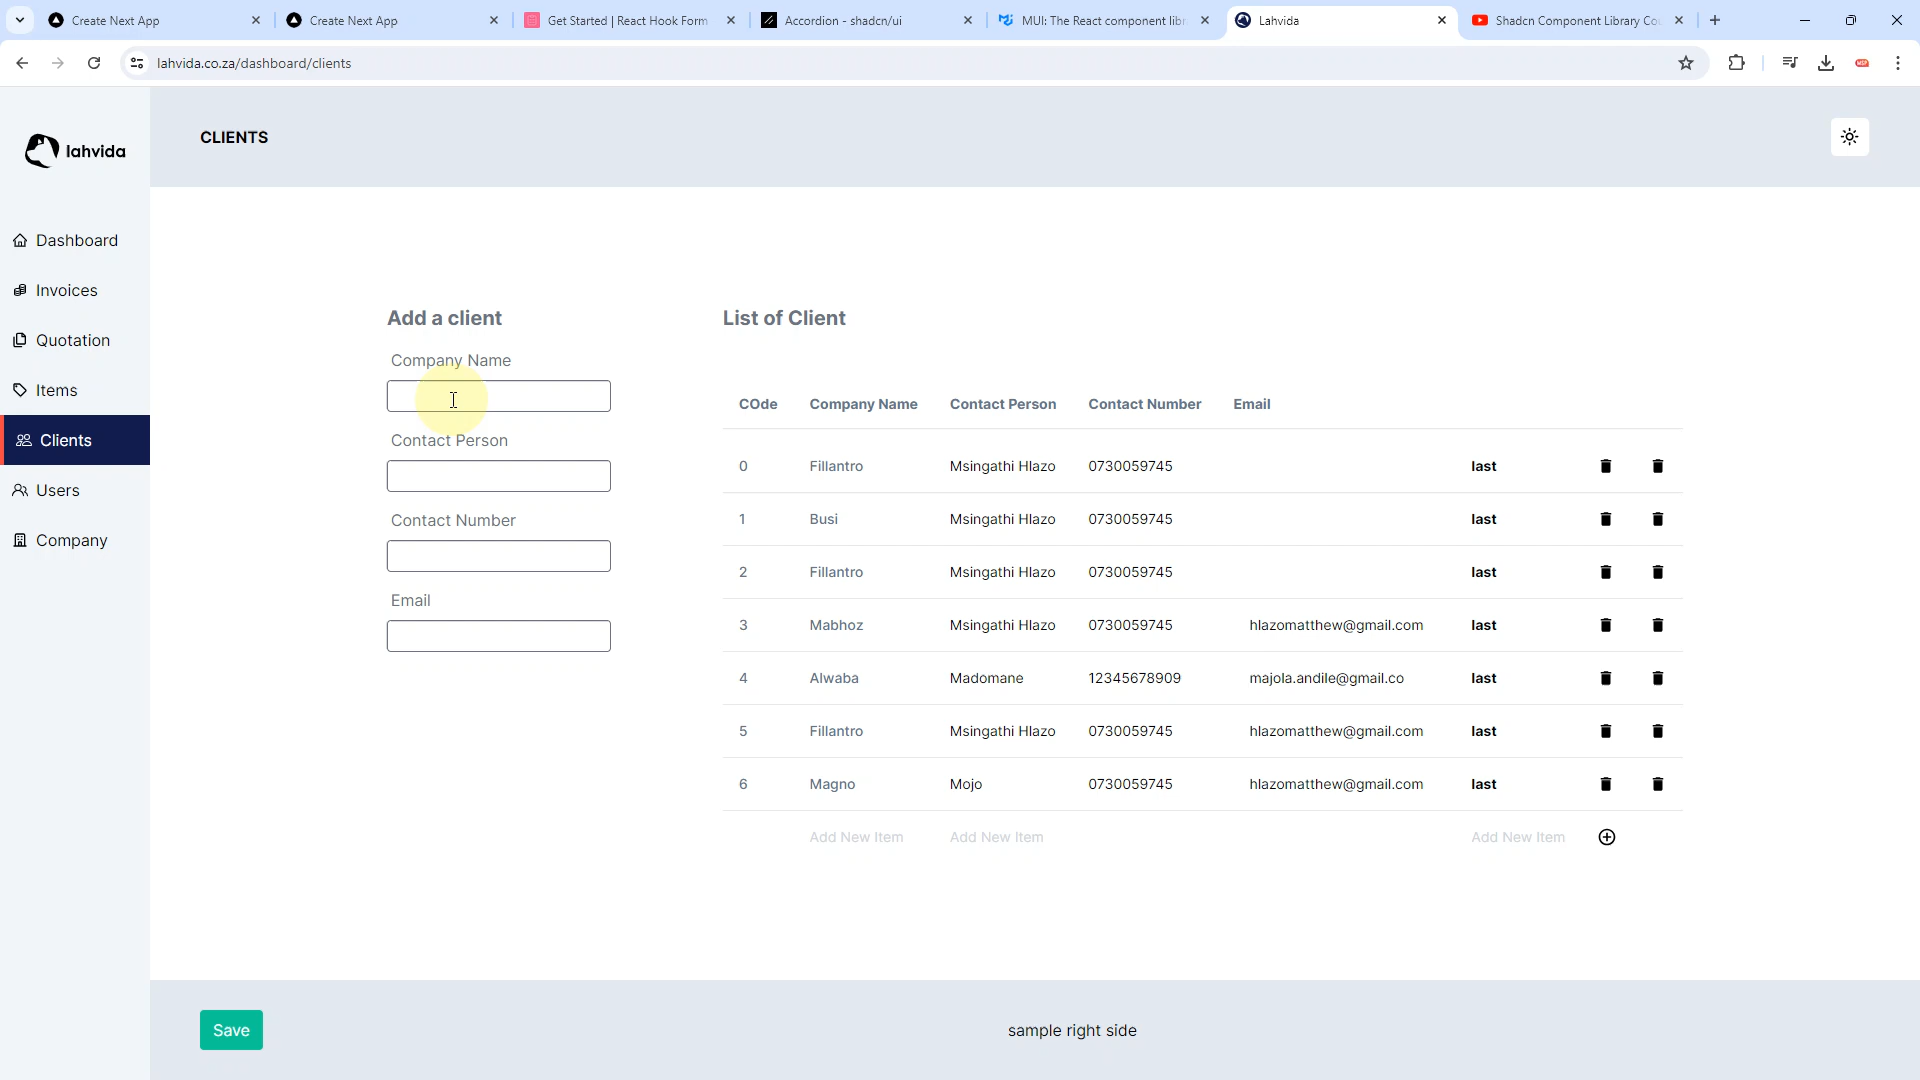 Create Next App
Create Next App
Get Started | React Hook Form
Accordion - shadcn/ui
MUI: The React component lib
Lahvida
Shadcn Component Library Co
lahvida.co.za/dashboard/clients
lahvida
CLIENTS
Dashboard
Invoices
Quotation
Items
Clients
Users
Company
Add a client
Company Name
Contact Person
Contact Number
Email
List of Client
COde Company Name Contact Person Contact Number Email
0 Fillantro Msingathi Hlazo 0730059745 last
1 Busi Msingathi Hlazo 0730059745 last
2 Fillantro Msingathi Hlazo 0730059745 last
3 Mabhoz Msingathi Hlazo 0730059745 hlazomatthew@gmail.com last
4 Alwaba Madomane 12345678909 majola.andile@gmail.co last
5 Fillantro Msingathi Hlazo 0730059745 hlazomatthew@gmail.com last
6 Magno Mojo 0730059745 hlazomatthew@gmail.com last
Add New Item Add New Item Add New Item
Save
sample right side